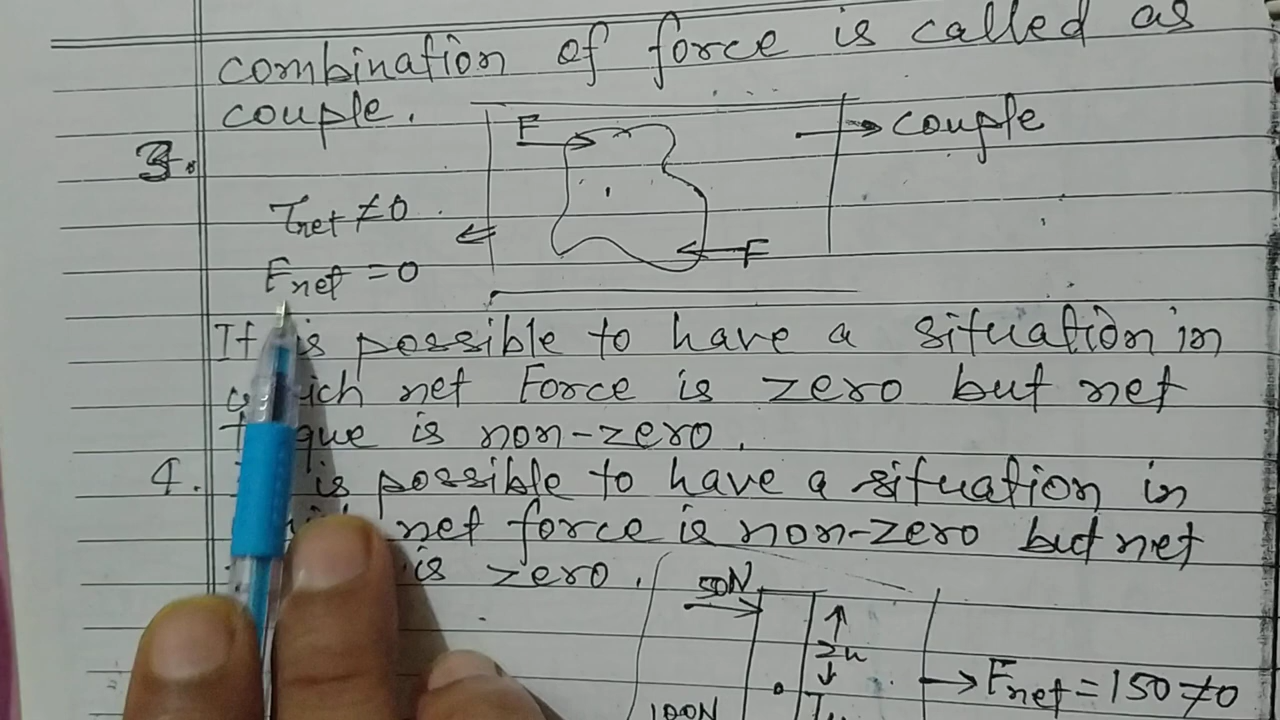 combination of force is called as
couple.
F → couple
3.
τnet ≠ 0
Fnet = 0
F
It is possible to have a situation in
which net Force is zero but net
torque is non-zero.
4. is possible to have a situation in
net force is non-zero but net
is zero.
50N
2m
→ Fnet = 150 ≠ 0
100N